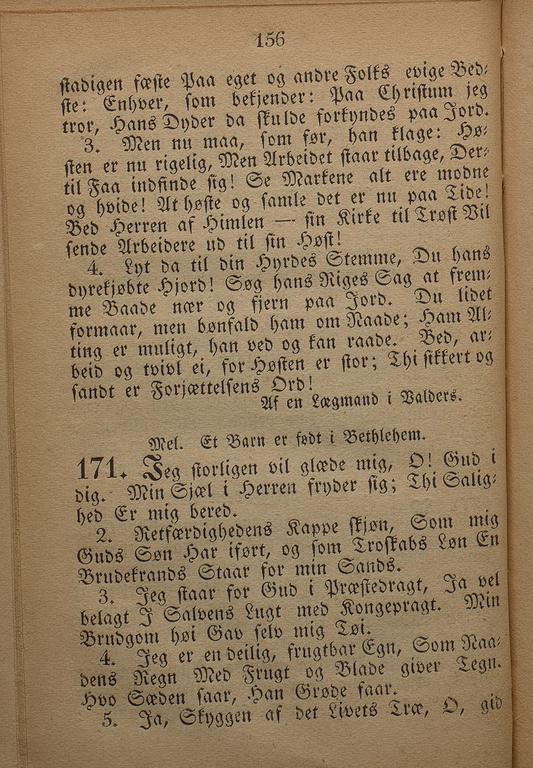 156
stadigen fæste Paa eget og andre Folks evige Bed-
ste: Enhver, som bekjender: Paa Christum jeg
tror, Hans Dyder da skulde forkyndes paa Jord.
3. Men nu maa, som før, han klage: Hø-
sten er nu rigelig, Men Arbeidet staar tilbage, Der-
til Faa indfinde sig! Se Markene alt ere modne
og hvide! At høste og samle det er nu paa Tide!
Bed Herren af Himlen — sin Kirke til Trøst Vil
sende Arbeidere ud til sin Høst!
4. Lyt da til din Hyrdes Stemme, Du hans
dyrekjøbte Hjord! Søg hans Riges Sag at frem-
me Baade nær og fjern paa Jord. Du lidet
formaar, men bønfald ham om Naade; Ham Al-
ting er muligt, han ved og kan raade. Bed, ar-
beid og tvivl ei, for Høsten er stor; Thi sikkert og
sandt er Forjættelsens Ord!
Af en Lægmand i Valders.
Mel. Et Barn er født i Bethlehem.
171. Jeg storligen vil glæde mig, O! Gud i
dig. Min Sjæl i Herren fryder sig; Thi Salig-
hed Er mig bered.
2. Retfærdighedens Kappe skjøn, Som mig
Guds Søn Har iført, og som Troskabs Løn En
Brudekrands Staar for min Sands.
3. Jeg staar for Gud i Præstedragt, Ja vel
belagt I Salvens Lugt med Kongepragt. Min
Brudgom høi Gav selv mig Tøi.
4. Jeg er en deilig, frugtbar Egn, Som Naa-
dens Regn Med Frugt og Blade giver Tegn.
Hvo Sæden saar, Han Grøde faar.
5. Ja, Skyggen af det Livets Træ, O, gid